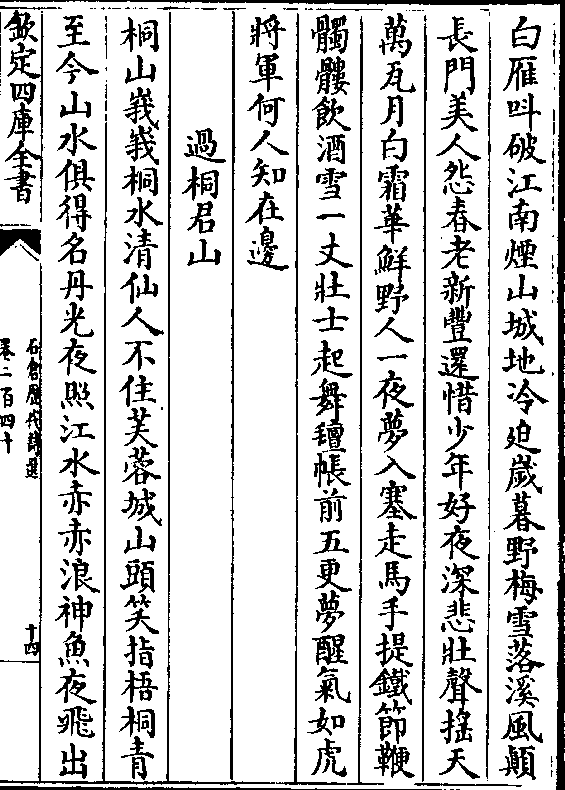 白雁呌破江南煙山城地冷迫歲暮野梅雪落溪風顛
長門美人怨春老新豐還惜少年好夜深悲壯聲搖天
萬瓦月白霜華鮮野人一夜夢入塞走馬手提鐵節鞭
髑髏飲酒雪一丈壯士起舞氊帳前五更夢醒氣如虎
將軍何人知在邊
過桐君山
桐山峩峩桐水清仙人不住芙蓉城山頭笑指梧桐青
至今山水俱得名丹光夜照江水赤赤浪神魚夜飛出
欽定四庫全書
石倉歷代詩選
卷二百四十
十四